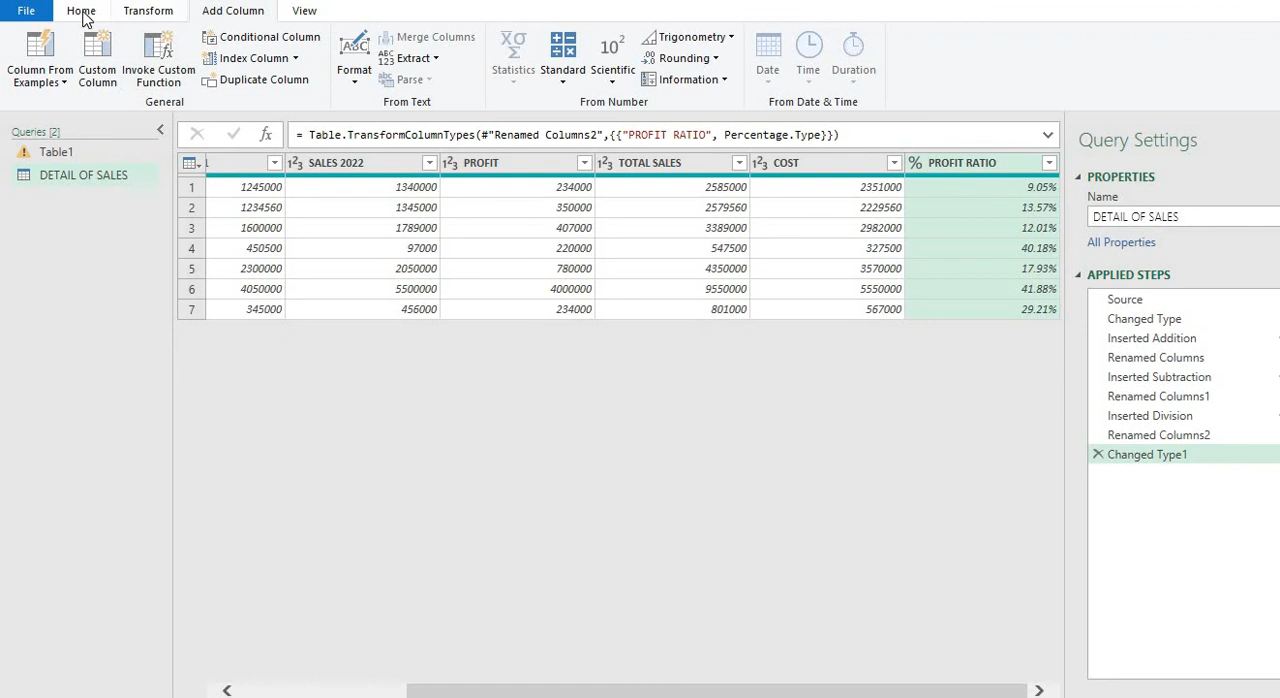 File Home Transform Add Column View
Column From Examples
Custom Column
Invoke Custom Function
Conditional Column
Index Column
Duplicate Column
General
Format
Merge Columns
Extract
Parse
From Text
Statistics
Standard
Scientific
Trigonometry
Rounding
Information
From Number
Date
Time
Duration
From Date & Time
Queries [2]
Table1
DETAIL OF SALES
= Table.TransformColumnTypes(#"Renamed Columns2",{{"PROFIT RATIO", Percentage.Type}})
SALES 2022 PROFIT TOTAL SALES COST % PROFIT RATIO
1 1245000 1340000 234000 2585000 2351000 9.05%
2 1234560 1345000 350000 2579560 2229560 13.57%
3 1600000 1789000 407000 3389000 2982000 12.01%
4 450500 97000 220000 547500 327500 40.18%
5 2300000 2050000 780000 4350000 3570000 17.93%
6 4050000 5500000 4000000 9550000 5550000 41.88%
7 345000 456000 234000 801000 567000 29.21%
Query Settings
PROPERTIES
Name
DETAIL OF SALES
All Properties
APPLIED STEPS
Source
Changed Type
Inserted Addition
Renamed Columns
Inserted Subtraction
Renamed Columns1
Inserted Division
Renamed Columns2
Changed Type1